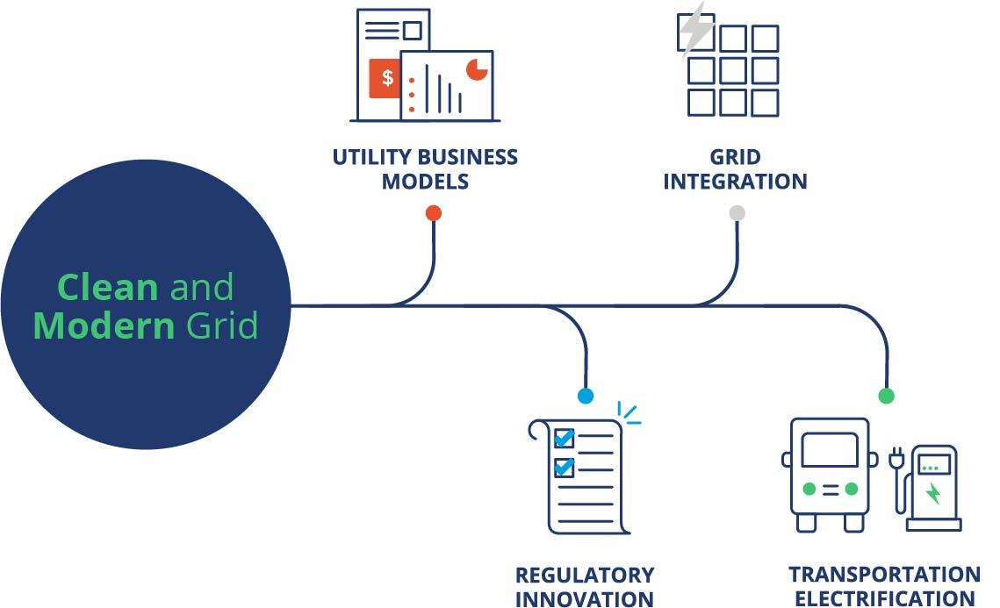 UTILITY BUSINESS
MODELS
GRID
INTEGRATION
$
Clean and
Modern Grid
REGULATORY
INNOVATION
TRANSPORTATION
ELECTRIFICATION